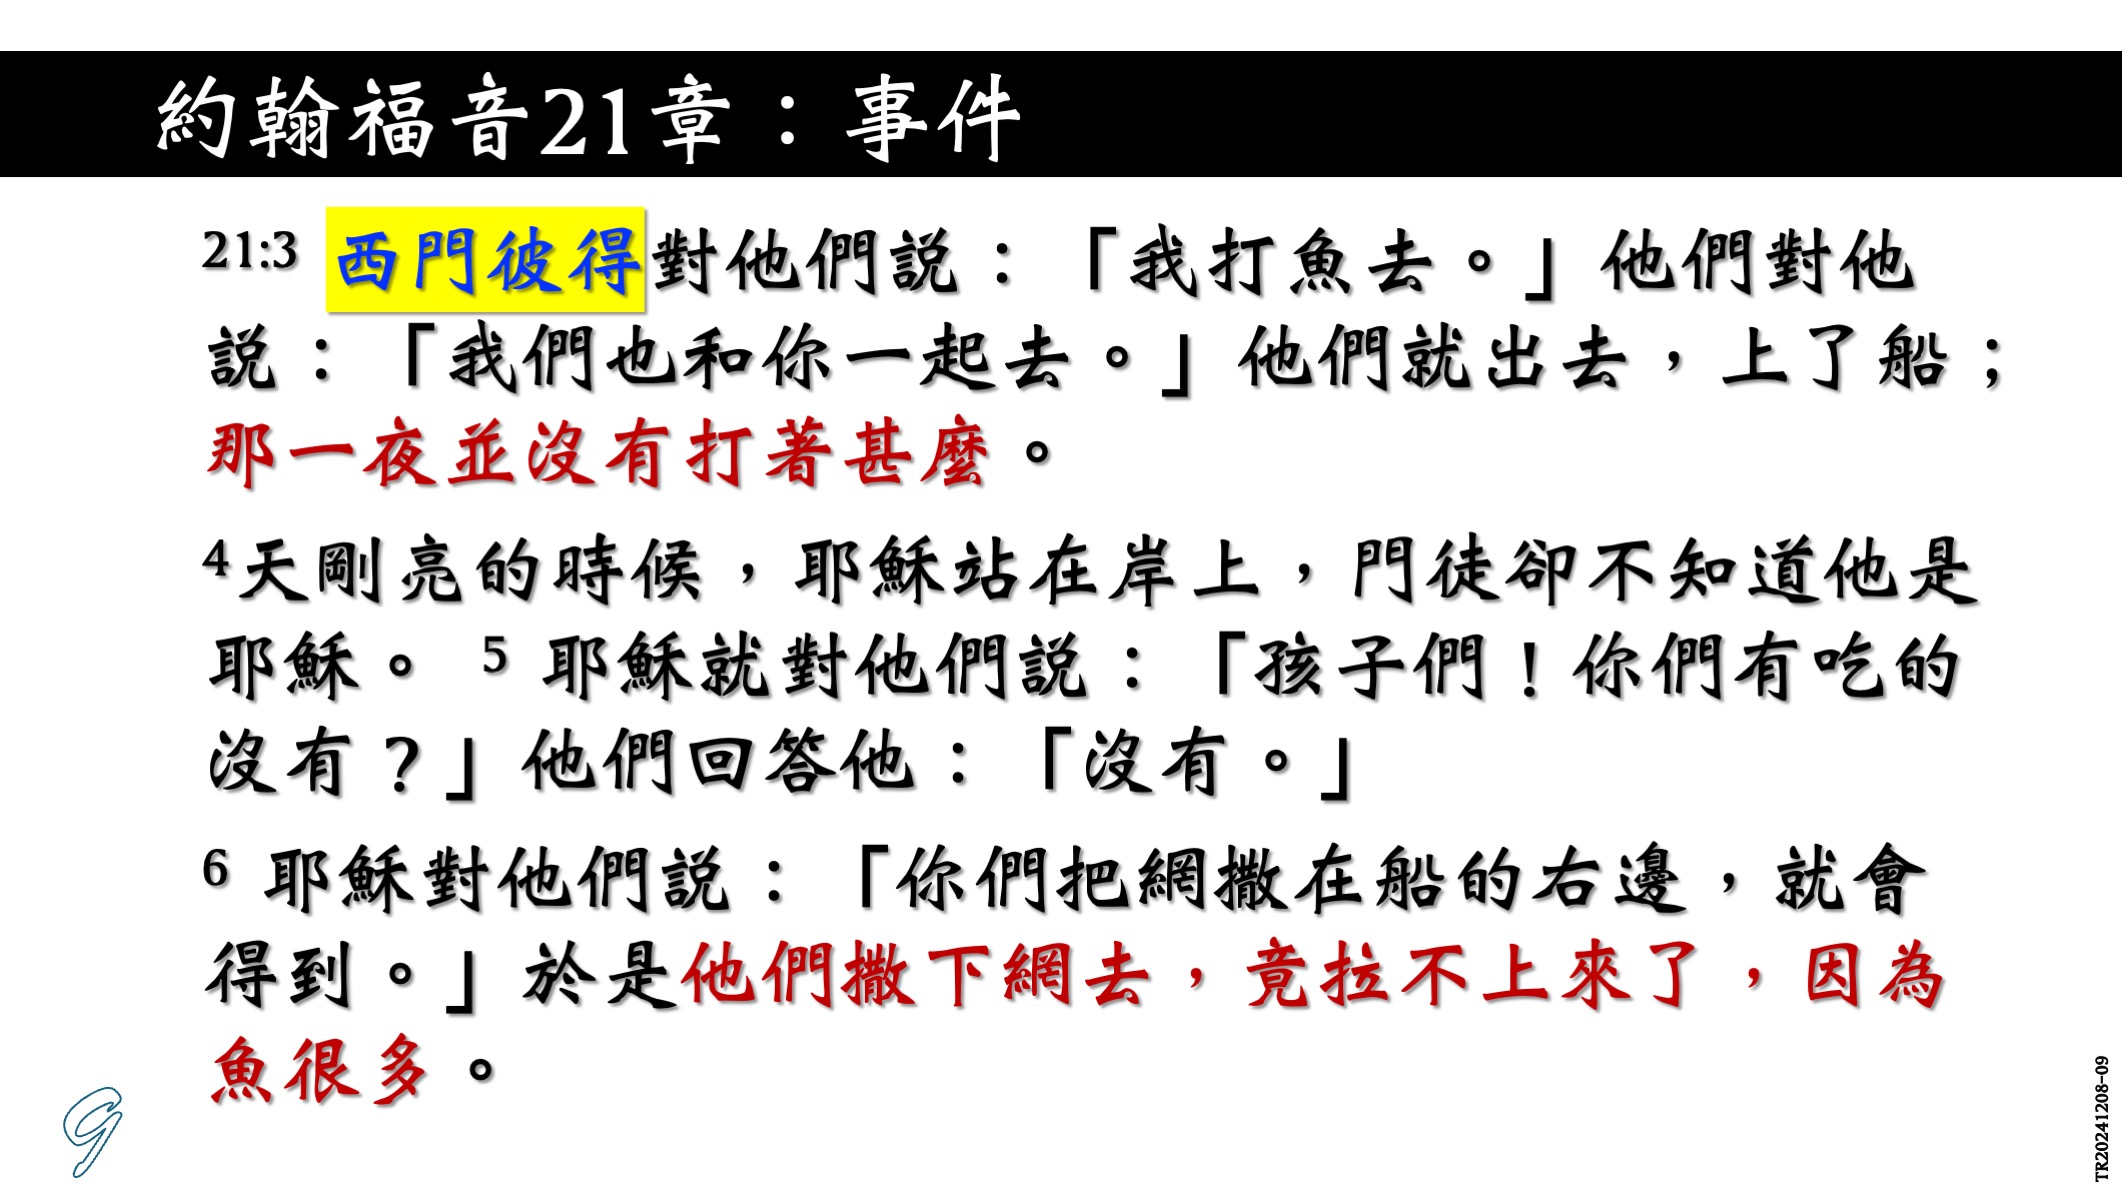 約翰福音21章：事件
21:3 西門彼得對他們説：「我打魚去。」他們對他
説：「我們也和你一起去。」他們就出去，上了船；
那一夜並沒有打著甚麼。
4天剛亮的時候，耶穌站在岸上，門徒卻不知道他是
耶穌。 5 耶穌就對他們説：「孩子們！你們有吃的
沒有？」他們回答他：「沒有。」
6 耶穌對他們説：「你們把網撒在船的右邊，就會
得到。」於是他們撒下網去，竟拉不上來了，因為
魚很多。
TR20241208-09